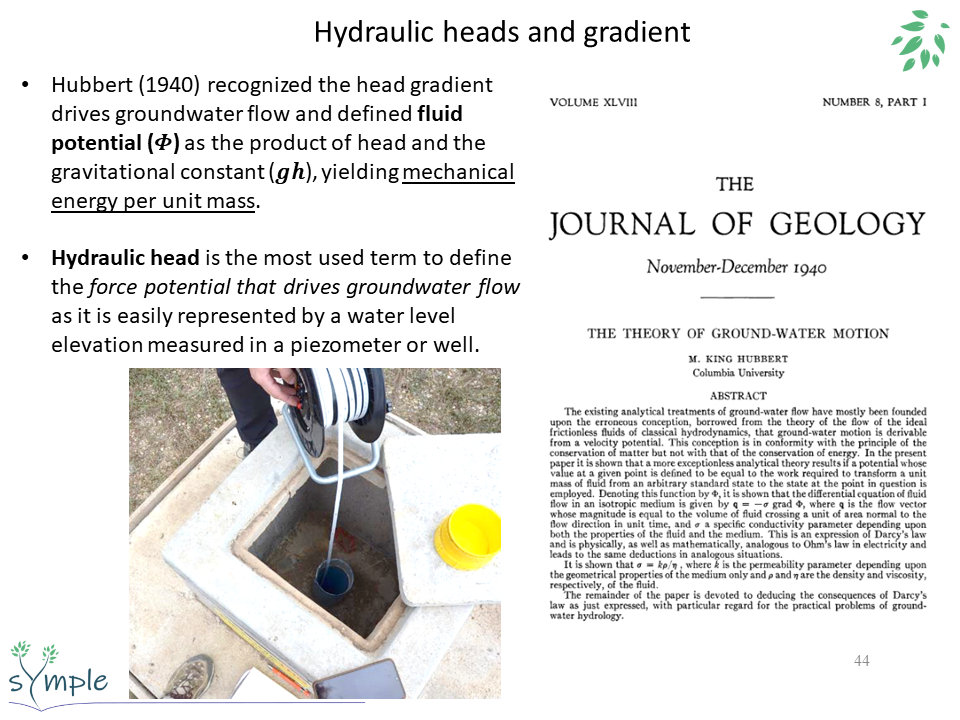 Hydraulic heads and gradient
• Hubbert (1940) recognized the head gradient
drives groundwater flow and defined fluid
potential (Φ) as the product of head and the
gravitational constant (gh), yielding mechanical
energy per unit mass.
• Hydraulic head is the most used term to define
the force potential that drives groundwater flow
as it is easily represented by a water level
elevation measured in a piezometer or well.
VOLUME XLVIII NUMBER 8, PART 1
THE
JOURNAL OF GEOLOGY
November-December 1940
THE THEORY OF GROUND-WATER MOTION
M. KING HUBBERT
Columbia University
ABSTRACT
The existing analytical treatments of ground-water flow have mostly been founded
upon the erroneous conception, borrowed from the theory of the flow of the ideal
frictionless fluids of classical hydrodynamics, that ground-water motion is derivable
from a velocity potential. This conception is in conformity with the principle of the
conservation of matter but not with that of the conservation of energy. In the present
paper it is shown that a more exceptionless analytical theory results if a potential whose
value at a given point is defined to be equal to the work required to transform a unit
mass of fluid from an arbitrary standard state to the state at the point in question is
employed. Denoting this function by Φ, it is shown that the differential equation of fluid
flow in an isotropic medium is given by q = −σ grad Φ, where q is the flow vector
whose magnitude is equal to the volume of fluid crossing a unit of area normal to the
flow direction in unit time, and σ a specific conductivity parameter depending upon
both the properties of the fluid and the medium. This is an expression of Darcy's law
and is physically, as well as mathematically, analogous to Ohm's law in electricity and
leads to the same deductions in analogous situations.
It is shown that σ = kρ/η, where k is the permeability parameter depending upon
the geometrical properties of the medium only and ρ and η are the density and viscosity,
respectively, of the fluid.
The remainder of the paper is devoted to deducing the consequences of Darcy's
law as just expressed, with particular regard for the practical problems of ground-
water hydrology.
44
symple